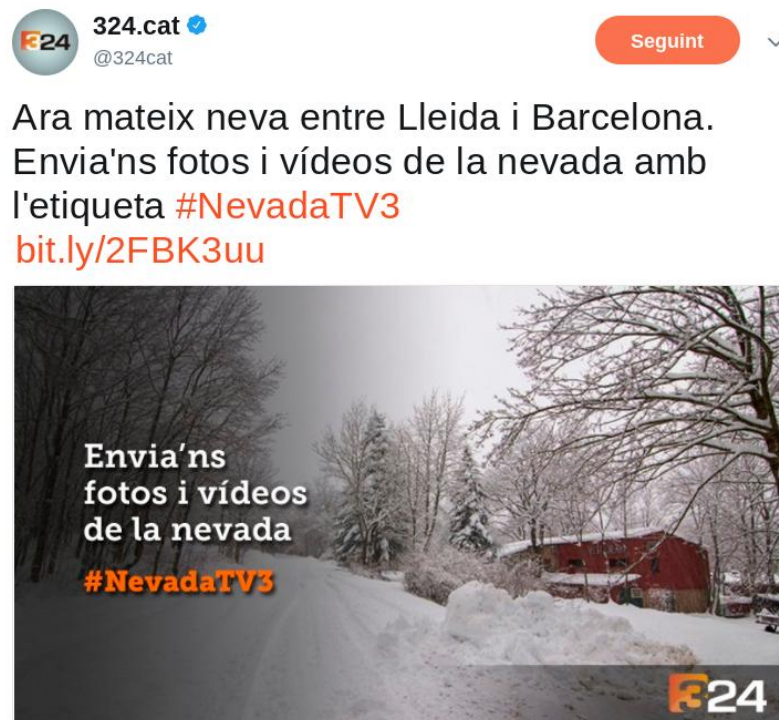 324
324.cat
@324cat
Seguint
Ara mateix neva entre Lleida i Barcelona.
Envia'ns fotos i vídeos de la nevada amb
l'etiqueta #NevadaTV3
bit.ly/2FBK3uu
Envia'ns
fotos i vídeos
de la nevada
#NevadaTV3
324